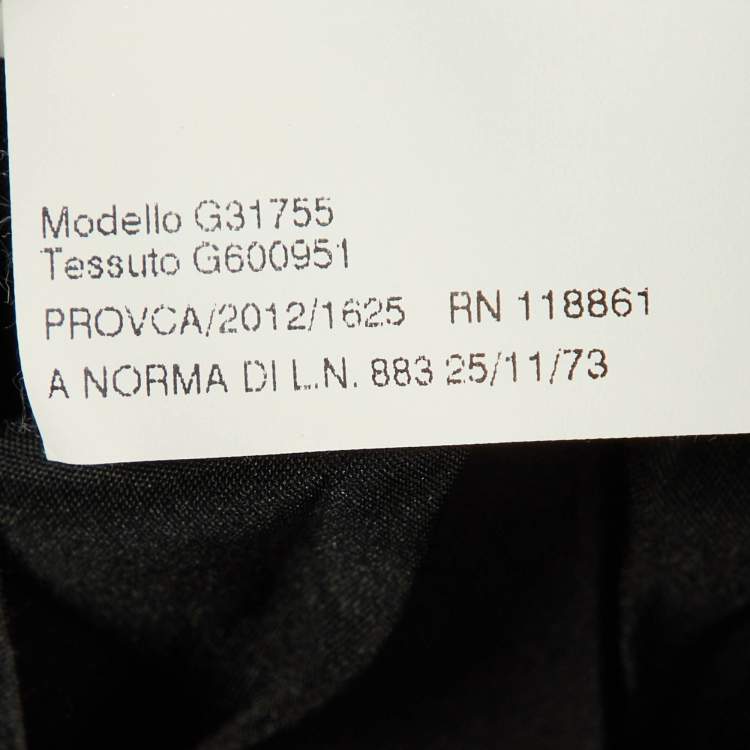 Modello G31755
Tessuto G600951
PROVCA/2012/1625 RN 118861
A NORMA DI L.N. 883 25/11/73